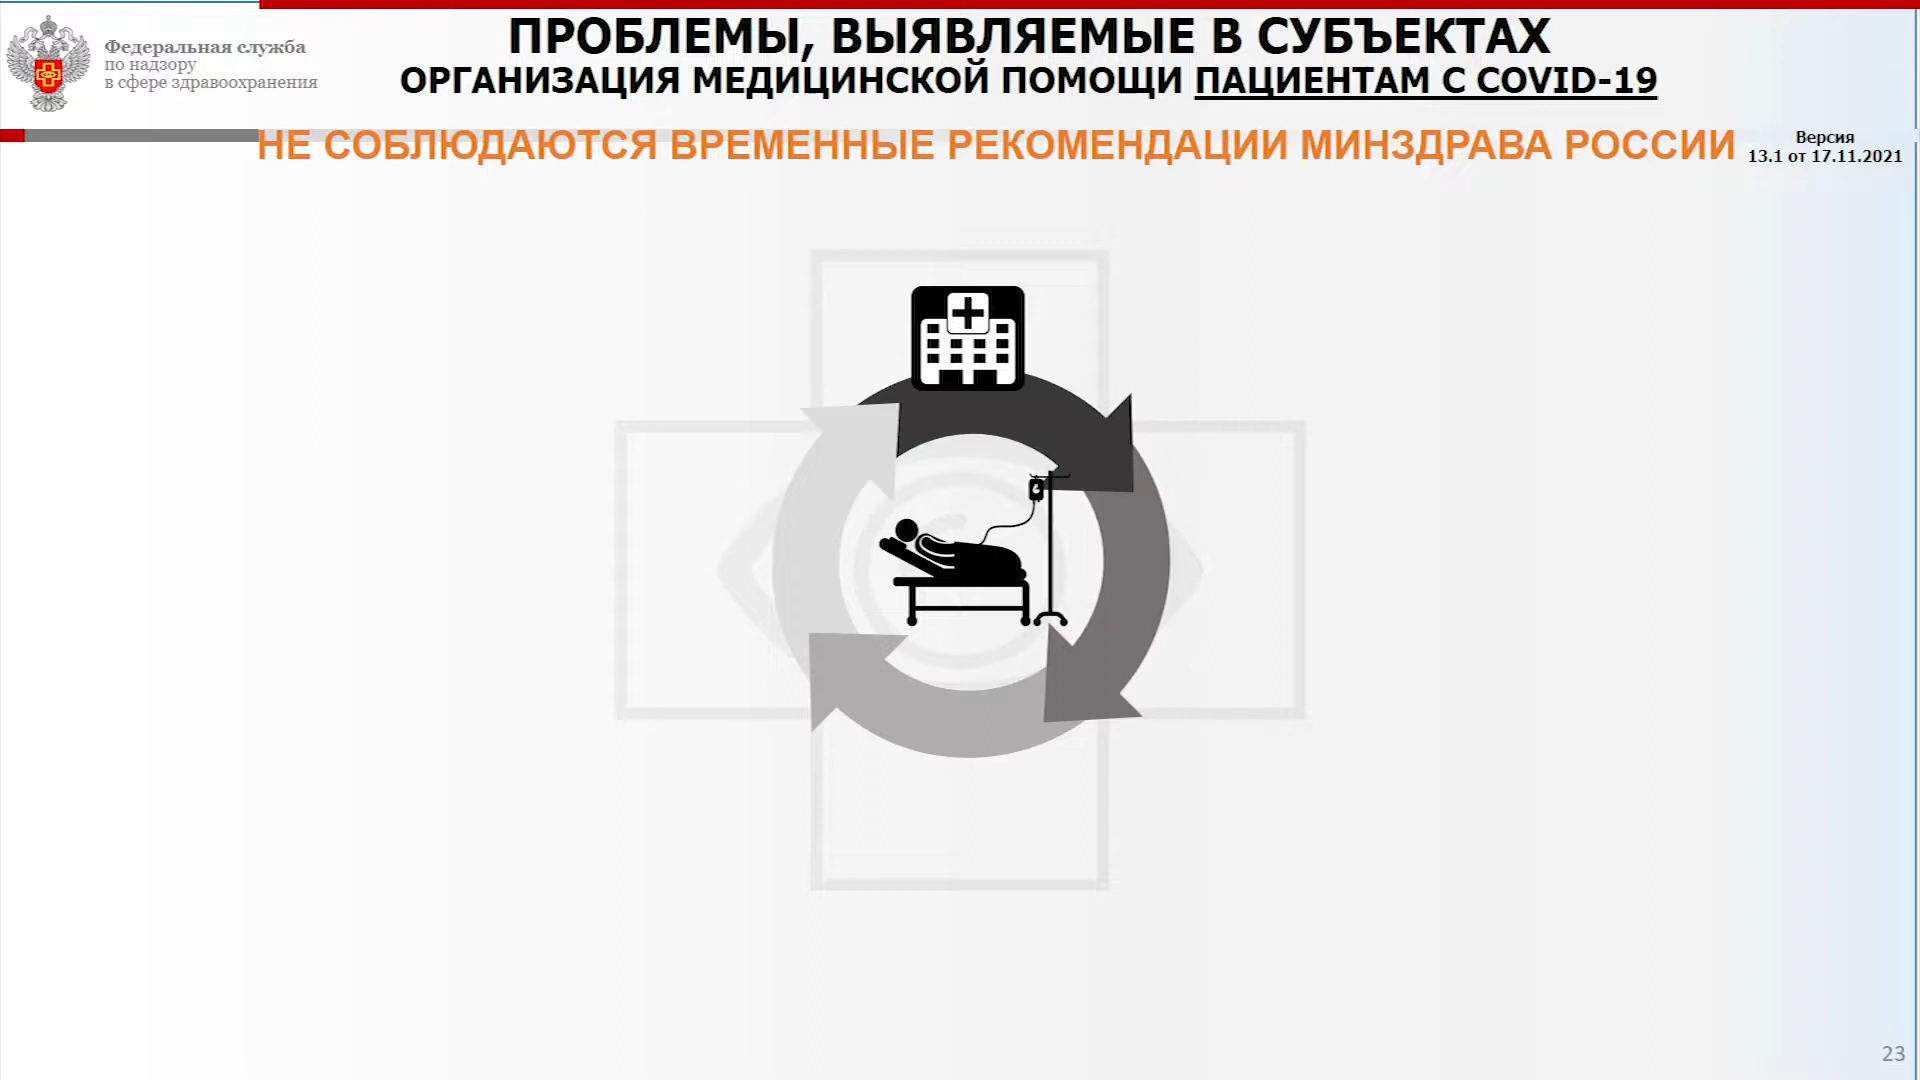 Федеральная служба
по надзору
в сфере здравоохранения
ПРОБЛЕМЫ, ВЫЯВЛЯЕМЫЕ В СУБЪЕКТАХ
ОРГАНИЗАЦИЯ МЕДИЦИНСКОЙ ПОМОЩИ ПАЦИЕНТАМ С COVID-19
НЕ СОБЛЮДАЮТСЯ ВРЕМЕННЫЕ РЕКОМЕНДАЦИИ МИНЗДРАВА РОССИИ
Версия
13.1 от 17.11.2021
23